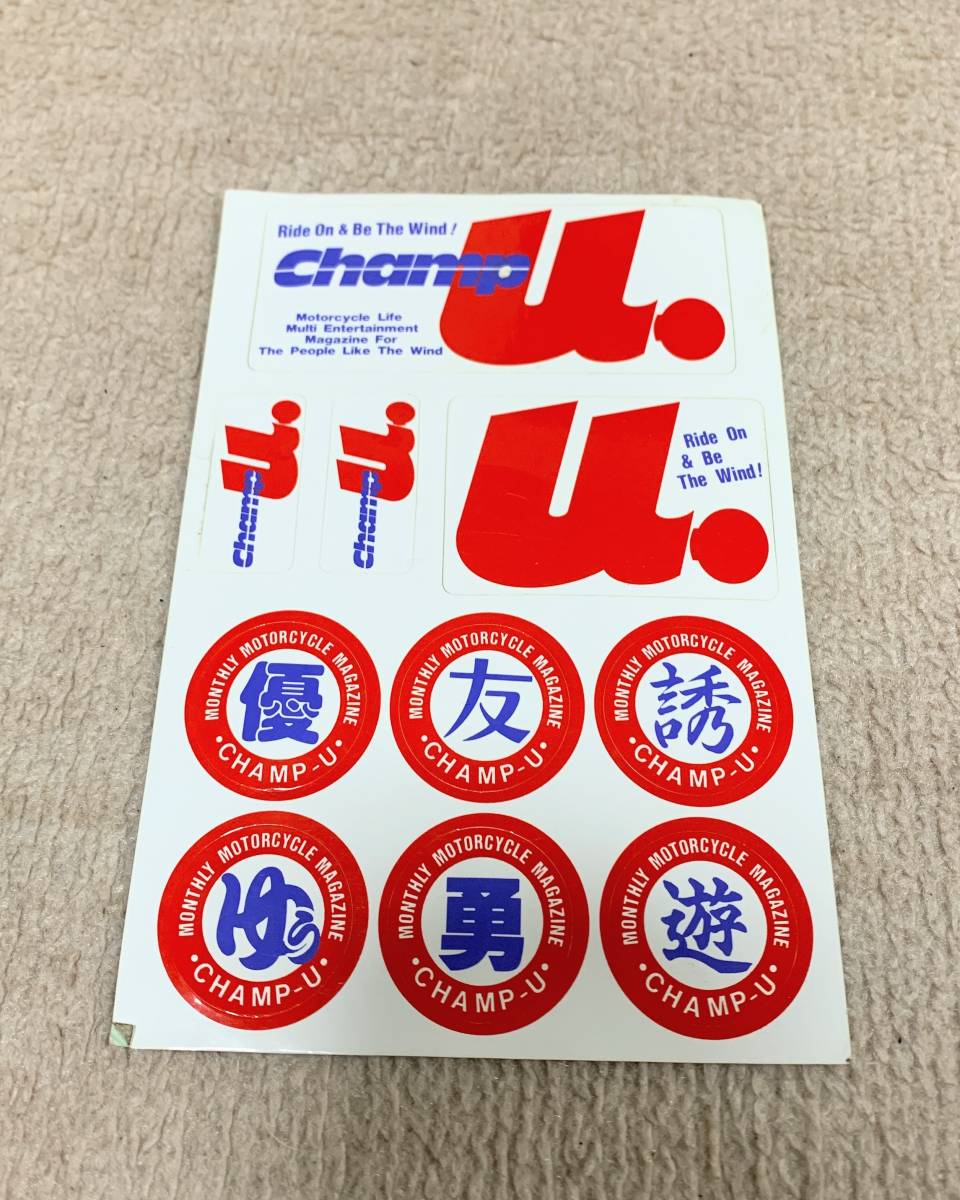 Ride On & Be The Wind!
Champ U.
Motorcycle Life
Multi Entertainment
Magazine For
The People Like The Wind
Champ U.
Champ U.
U.
Ride On
& Be
The Wind!
MONTHLY MOTORCYCLE MAGAZINE
優
•CHAMP-U•
MONTHLY MOTORCYCLE MAGAZINE
友
•CHAMP-U•
MONTHLY MOTORCYCLE MAGAZINE
誘
•CHAMP-U•
MONTHLY MOTORCYCLE MAGAZINE
ゆう
•CHAMP-U•
MONTHLY MOTORCYCLE MAGAZINE
勇
•CHAMP-U•
MONTHLY MOTORCYCLE MAGAZINE
遊
•CHAMP-U•